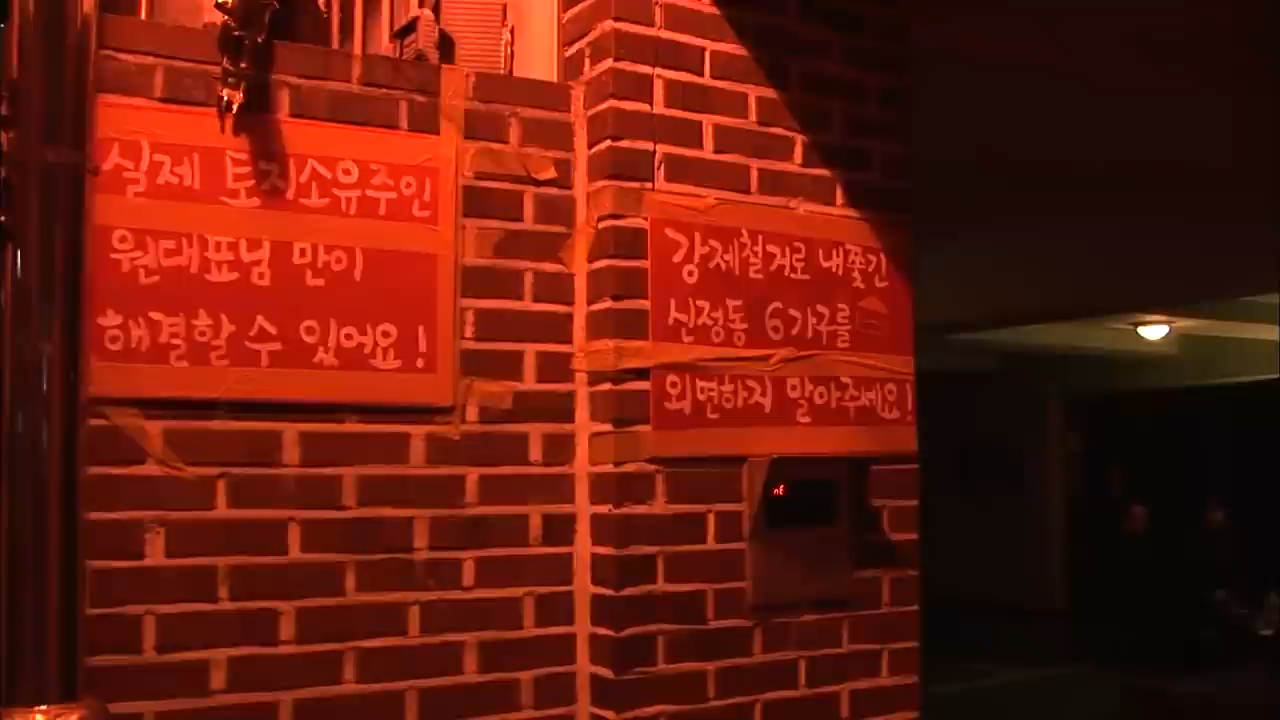 실제 토지소유주인
원대표님 만이
해결할 수 있어요!
강제철거로 내쫓긴
신정동 6가구를
외면하지 말아주세요!